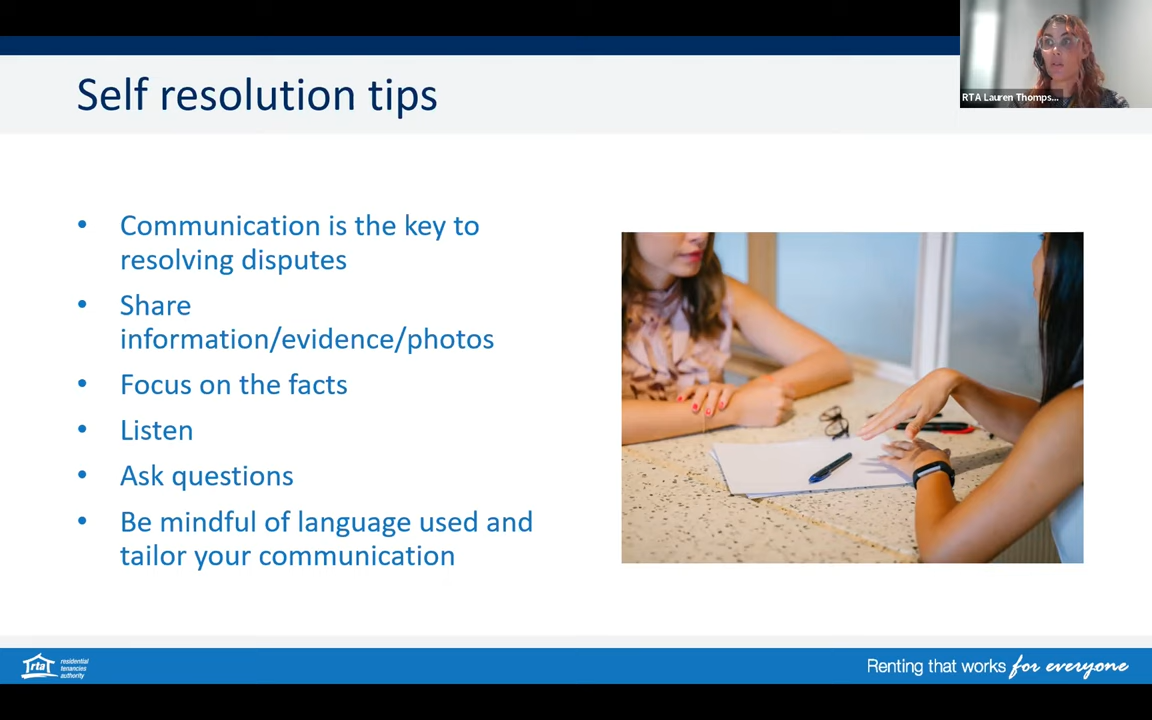 Self resolution tips
RTA Lauren Thomps...
• Communication is the key to
resolving disputes
• Share
information/evidence/photos
• Focus on the facts
• Listen
• Ask questions
• Be mindful of language used and
tailor your communication
rta
residential
tenancies
authority
Renting that works for everyone